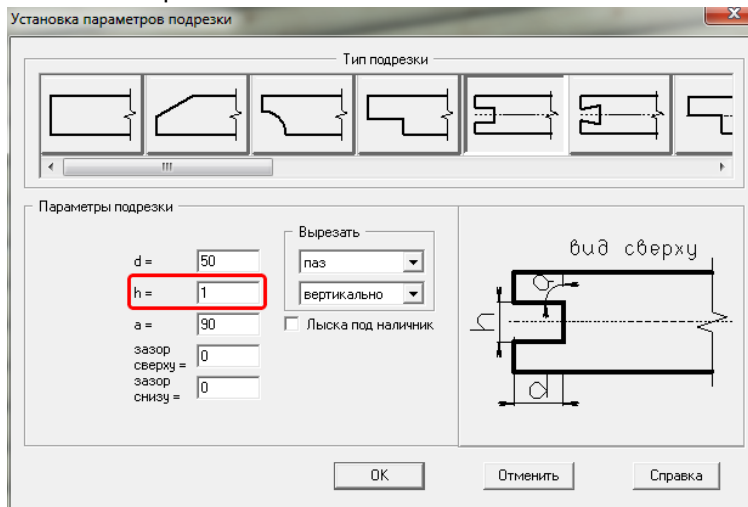 Установка параметров подрезки
Тип подрезки
Параметры подрезки
d = 50
h = 1
a = 90
зазор
сверху = 0
зазор
снизу = 0
Вырезать
паз
вертикально
Лыска под наличник
вид сверху
a
h
d
OK
Отменить
Справка